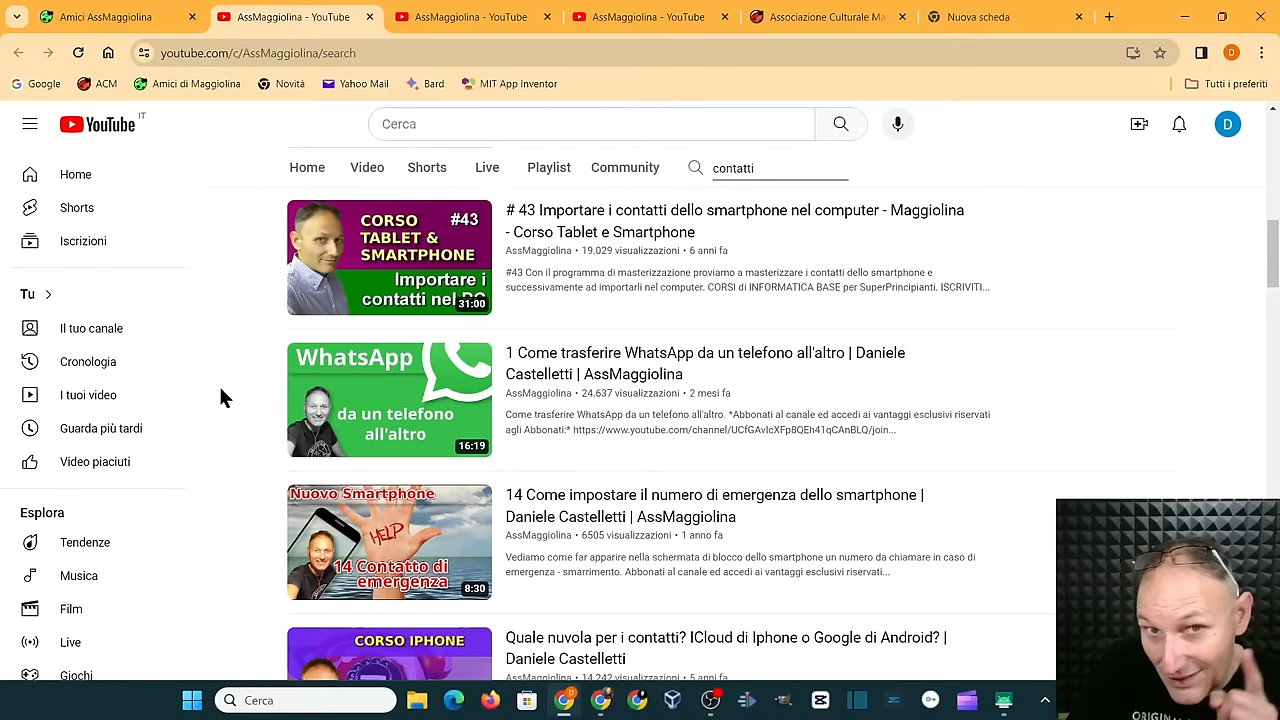 Amici AssMaggiolina
AssMaggiolina - YouTube
AssMaggiolina - YouTube
AssMaggiolina - YouTube
Associazione Culturale Ma
Nuova scheda
youtube.com/c/AssMaggiolina/search
D
Google
ACM
Amici di Maggiolina
Novità
Yahoo Mail
Bard
MIT App Inventor
Tutti i preferiti
YouTube IT
Cerca
D
Home
Shorts
Iscrizioni
Tu
Il tuo canale
Cronologia
I tuoi video
Guarda più tardi
Video piaciuti
Esplora
Tendenze
Musica
Film
Live
Giochi
Home
Video
Shorts
Live
Playlist
Community
contatti
CORSO #43
TABLET &
SMARTPHONE
Importare i
contatti nel PC
31:00
# 43 Importare i contatti dello smartphone nel computer - Maggiolina
- Corso Tablet e Smartphone
AssMaggiolina • 19.029 visualizzazioni • 6 anni fa
#43 Con il programma di masterizzazione proviamo a masterizzare i contatti dello smartphone e
successivamente ad importarli nel computer. CORSI di INFORMATICA BASE per SuperPrincipianti. ISCRIVITI...
WhatsApp
da un telefono
all'altro
16:19
1 Come trasferire WhatsApp da un telefono all'altro | Daniele
Castelletti | AssMaggiolina
AssMaggiolina • 24.637 visualizzazioni • 2 mesi fa
Come trasferire WhatsApp da un telefono all'altro. *Abbonati al canale ed accedi ai vantaggi esclusivi riservati
agli Abbonati:* https://www.youtube.com/channel/UCfGAvIcXFp8QEh41qCAnBLQ/join...
Nuovo Smartphone
HELP
14 Contatto di
emergenza
8:30
14 Come impostare il numero di emergenza dello smartphone |
Daniele Castelletti | AssMaggiolina
AssMaggiolina • 6505 visualizzazioni • 1 anno fa
Vediamo come far apparire nella schermata di blocco dello smartphone un numero da chiamare in caso di
emergenza - smarrimento. Abbonati al canale ed accedi ai vantaggi esclusivi riservati...
CORSO IPHONE
Quale nuvola per i contatti? ICloud di Iphone o Google di Android? |
Daniele Castelletti
AssMaggiolina • 14.242 visualizzazioni • 5 anni fa
ORIGINAL
Cerca